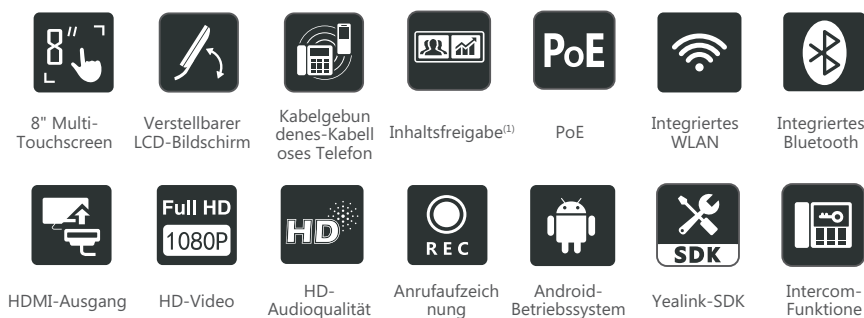 8"
PoE
8" Multi-
Touchscreen
Verstellbarer
LCD-Bildschirm
Kabelgebun
denes-Kabell
oses Telefon
Inhaltsfreigabe(1)
PoE
Integriertes
WLAN
Integriertes
Bluetooth
Full HD
1080P
HD
REC
SDK
HDMI-Ausgang
HD-Video
HD-
Audioqualität
Anrufaufzeich
nung
Android-
Betriebssystem
Yealink-SDK
Intercom-
Funktione